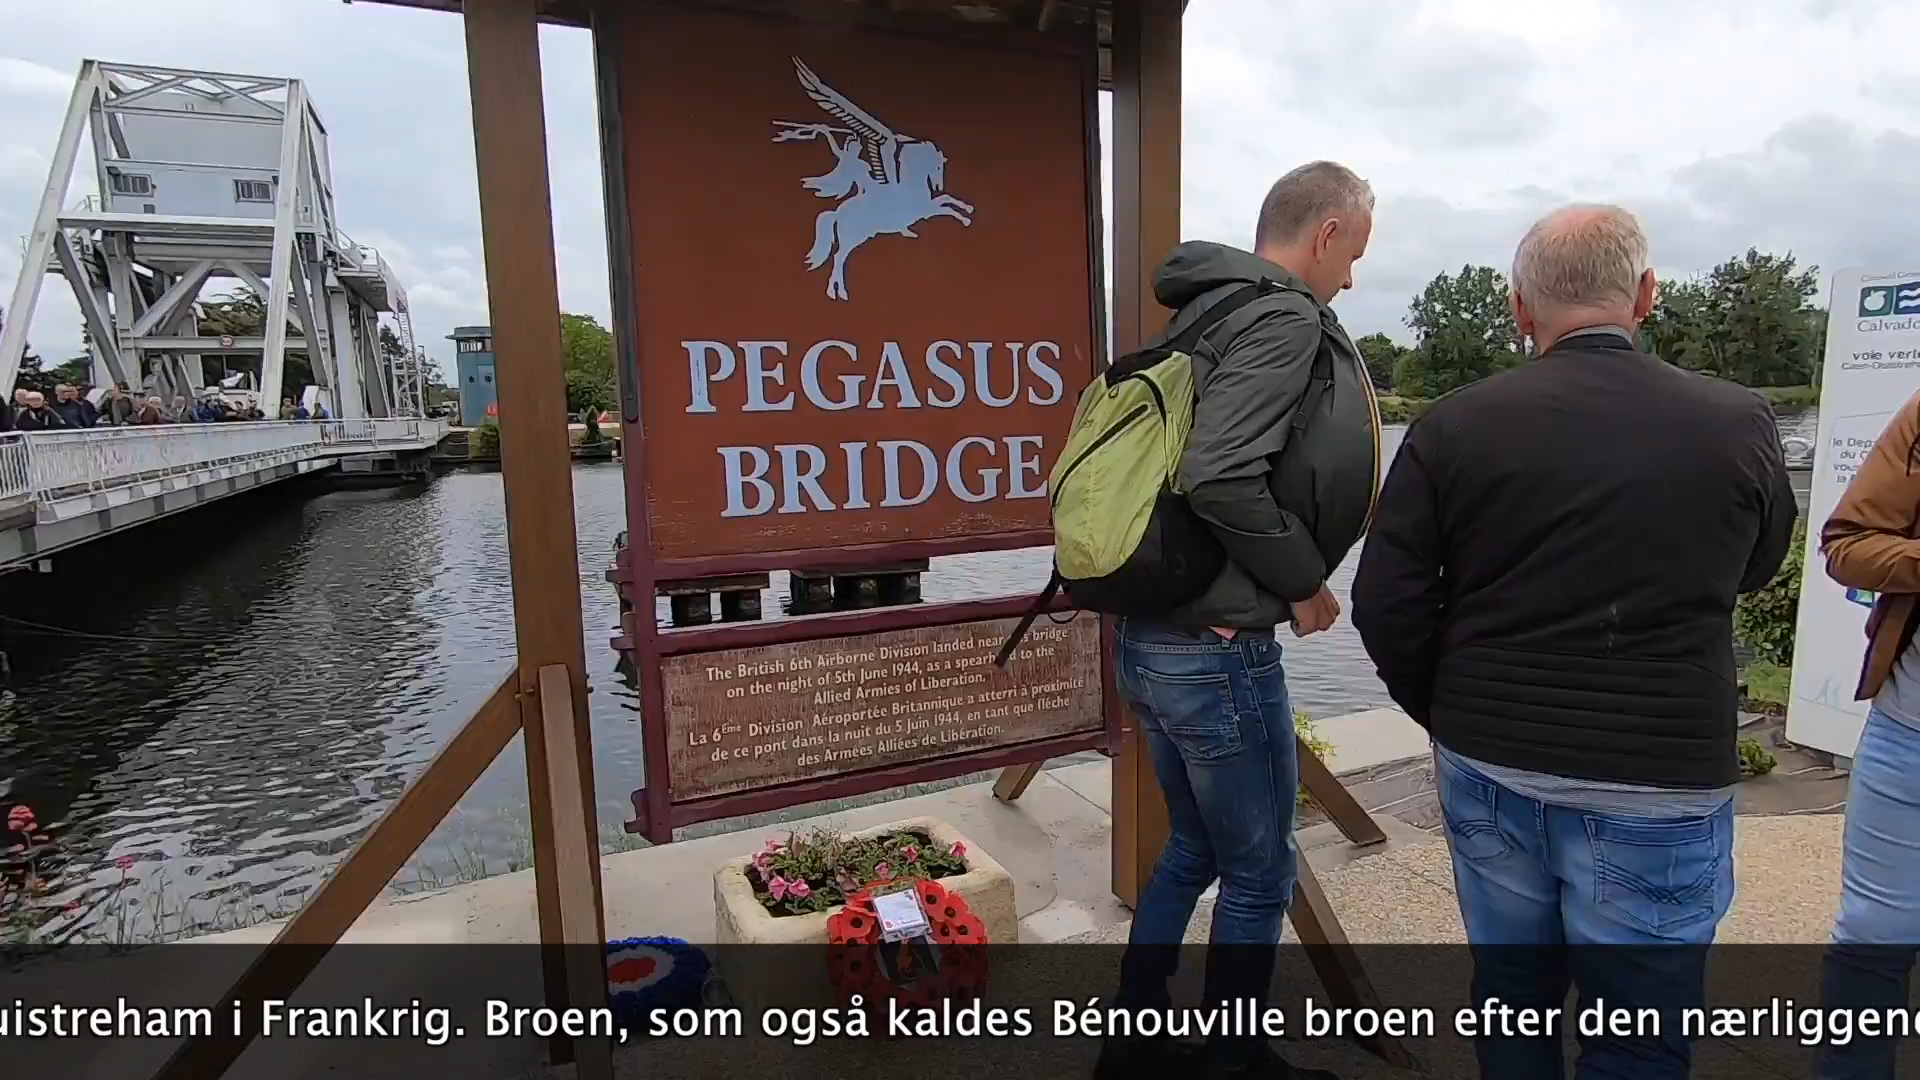 PEGASUS
BRIDGE
The British 6th Airborne Division landed near bridge
on the night of 5th June 1944, as a to the
Allied Armies of Liberation.
La 6ème Division Aéroportée Britannique a atterri à proximité
de ce pont dans la nuit du 5 Juin 1944, en tant que flèche
des Armées Alliées de Libération.
Calvado
voie verte
uistreham i Frankrig. Broen, som også kaldes Bénouville broen efter den nærliggend